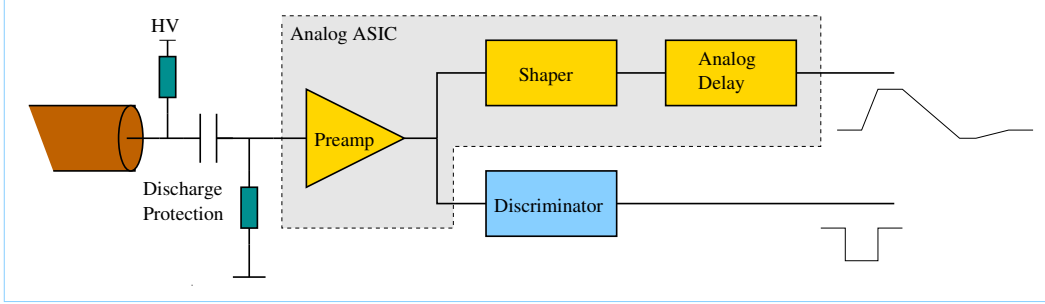 HV
Analog ASIC
Shaper
Analog
Delay
Preamp
Discharge
Protection
Discriminator